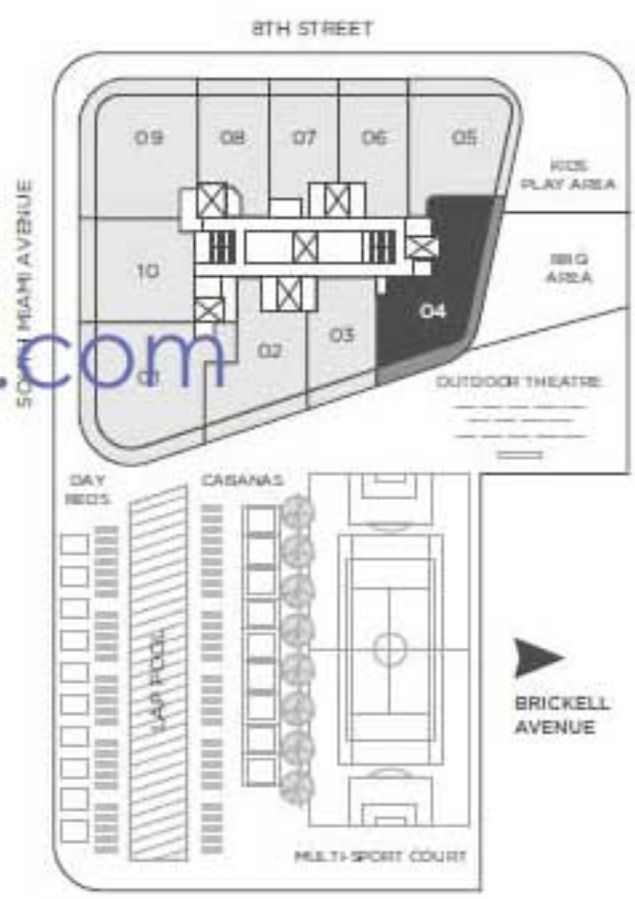 8TH STREET
09
08
07
06
05
KIDS
PLAY AREA
SOUTH MIAMI AVENUE
10
BBQ
AREA
04
03
02
.com
01
OUTDOOR THEATRE
DAY
BEDS
CABANAS
LAP POOL
BRICKELL
AVENUE
MULTI-SPORT COURT